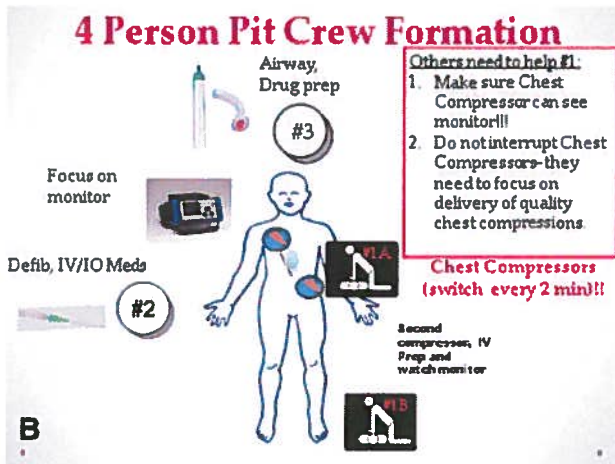 4 Person Pit Crew Formation
Airway,
Drug prep
#3
Others need to help #1:
1. Make sure Chest
Compressor can see
monitor!!!
2. Do not interrupt Chest
Compressors-they
need to focus on
delivery of quality
chest compressions.
Focus on
monitor
#1A
Chest Compressors
(switch every 2 min)!!!
Defib, IV/IO Meds
#2
Second
compressor, IV
Prep and
watch monitor
#1B
B